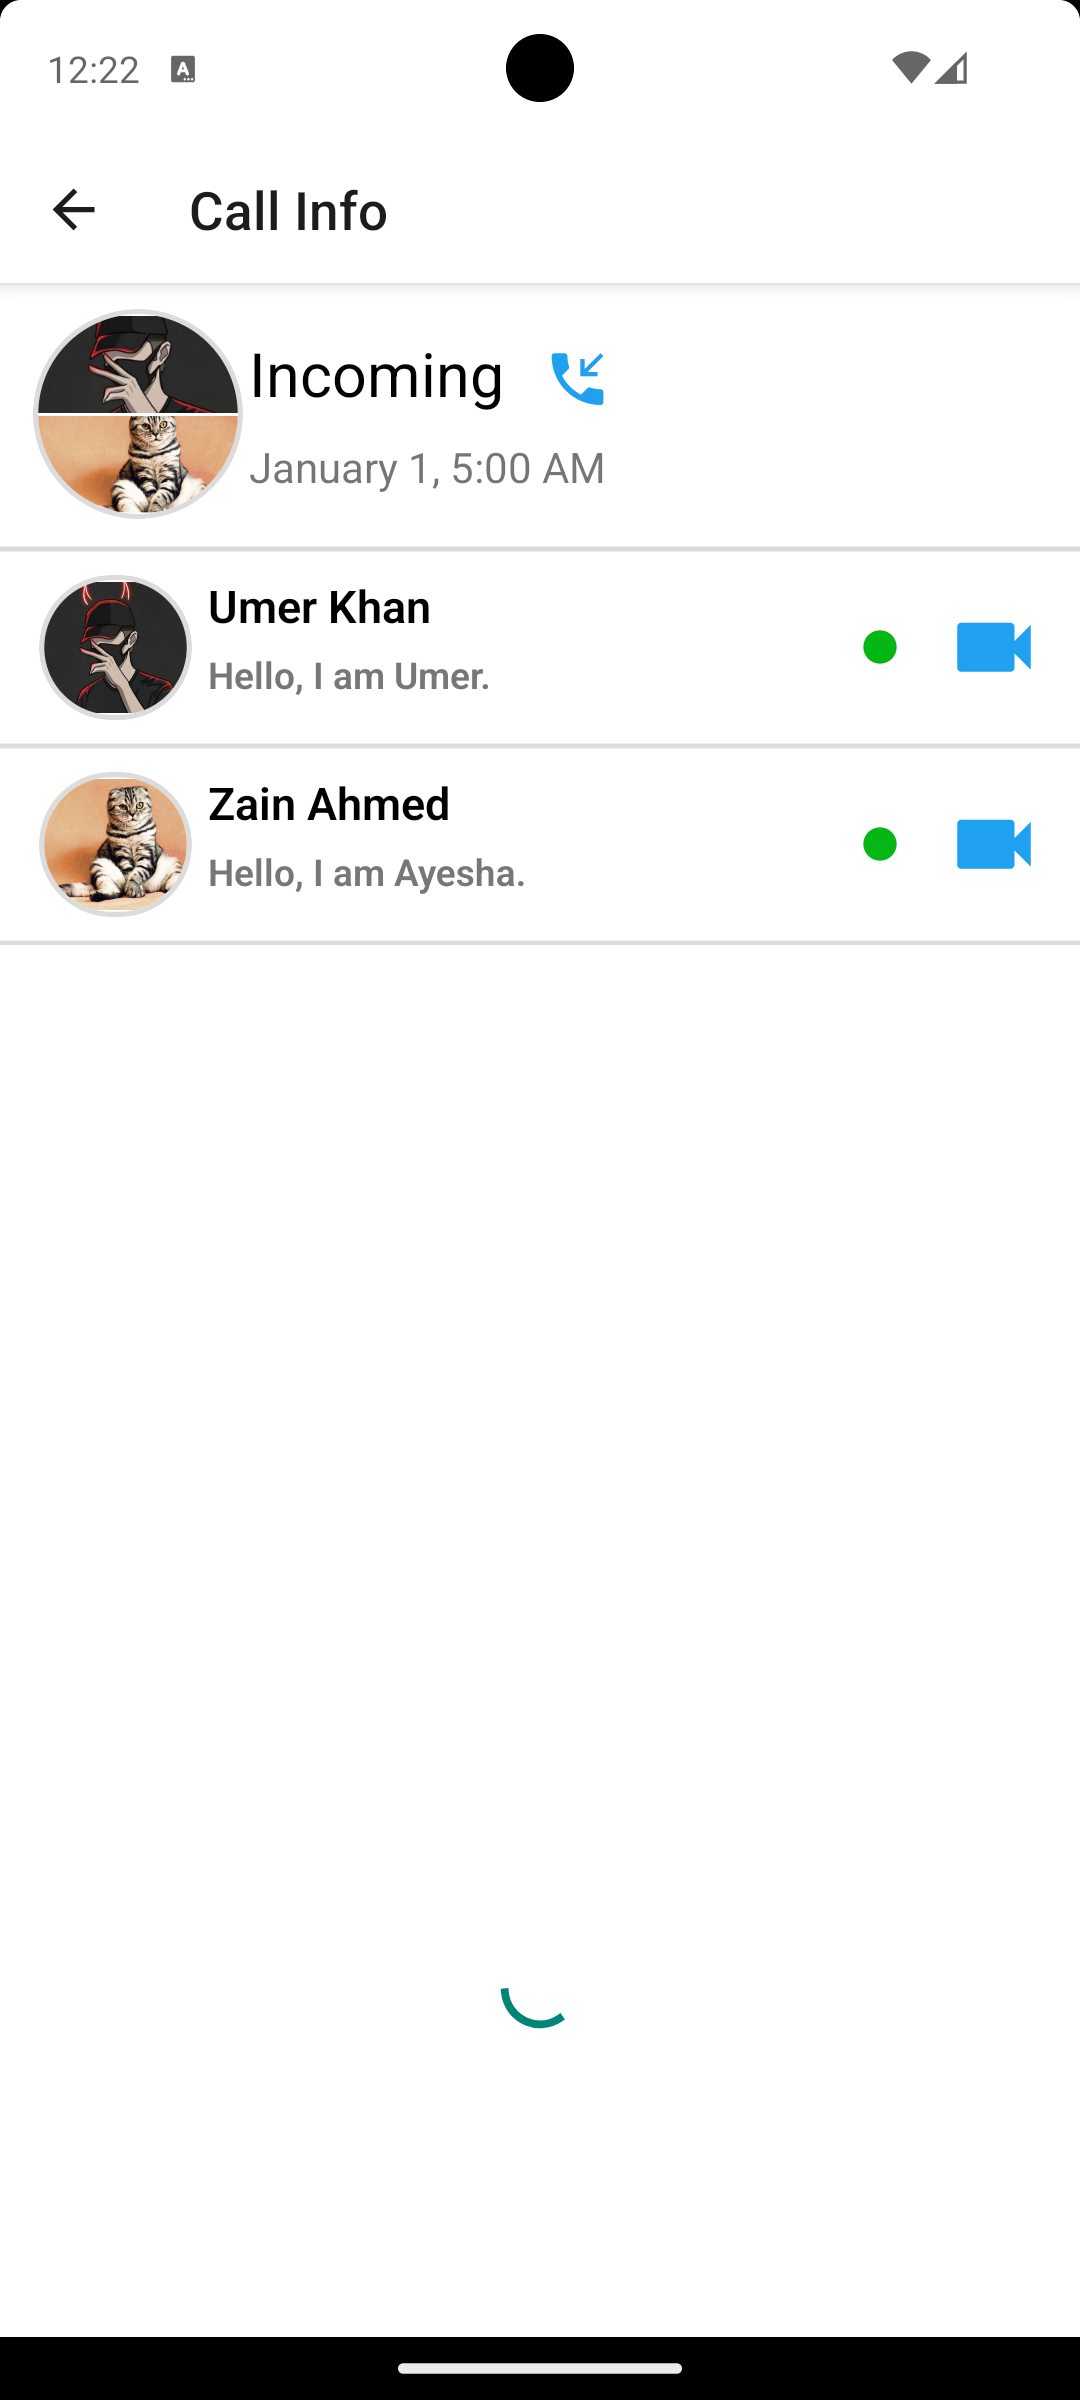 12:22
Call Info
Incoming
January 1, 5:00 AM
Umer Khan
Hello, I am Umer.
Zain Ahmed
Hello, I am Ayesha.